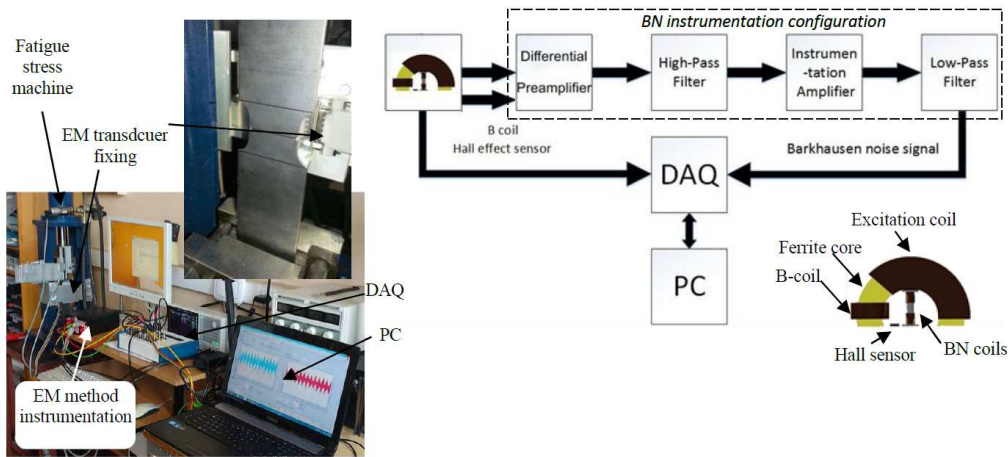 Fatigue
stress
machine
EM transdcuer
fixing
DAQ
PC
EM method
instrumentation
BN instrumentation configuration
Differential
Preamplifier
High-Pass
Filter
Instrumen
-tation
Amplifier
Low-Pass
Filter
B coil
Hall effect sensor
Barkhausen noise signal
DAQ
PC
Excitation coil
Ferrite core
B-coil
Hall sensor
BN coils